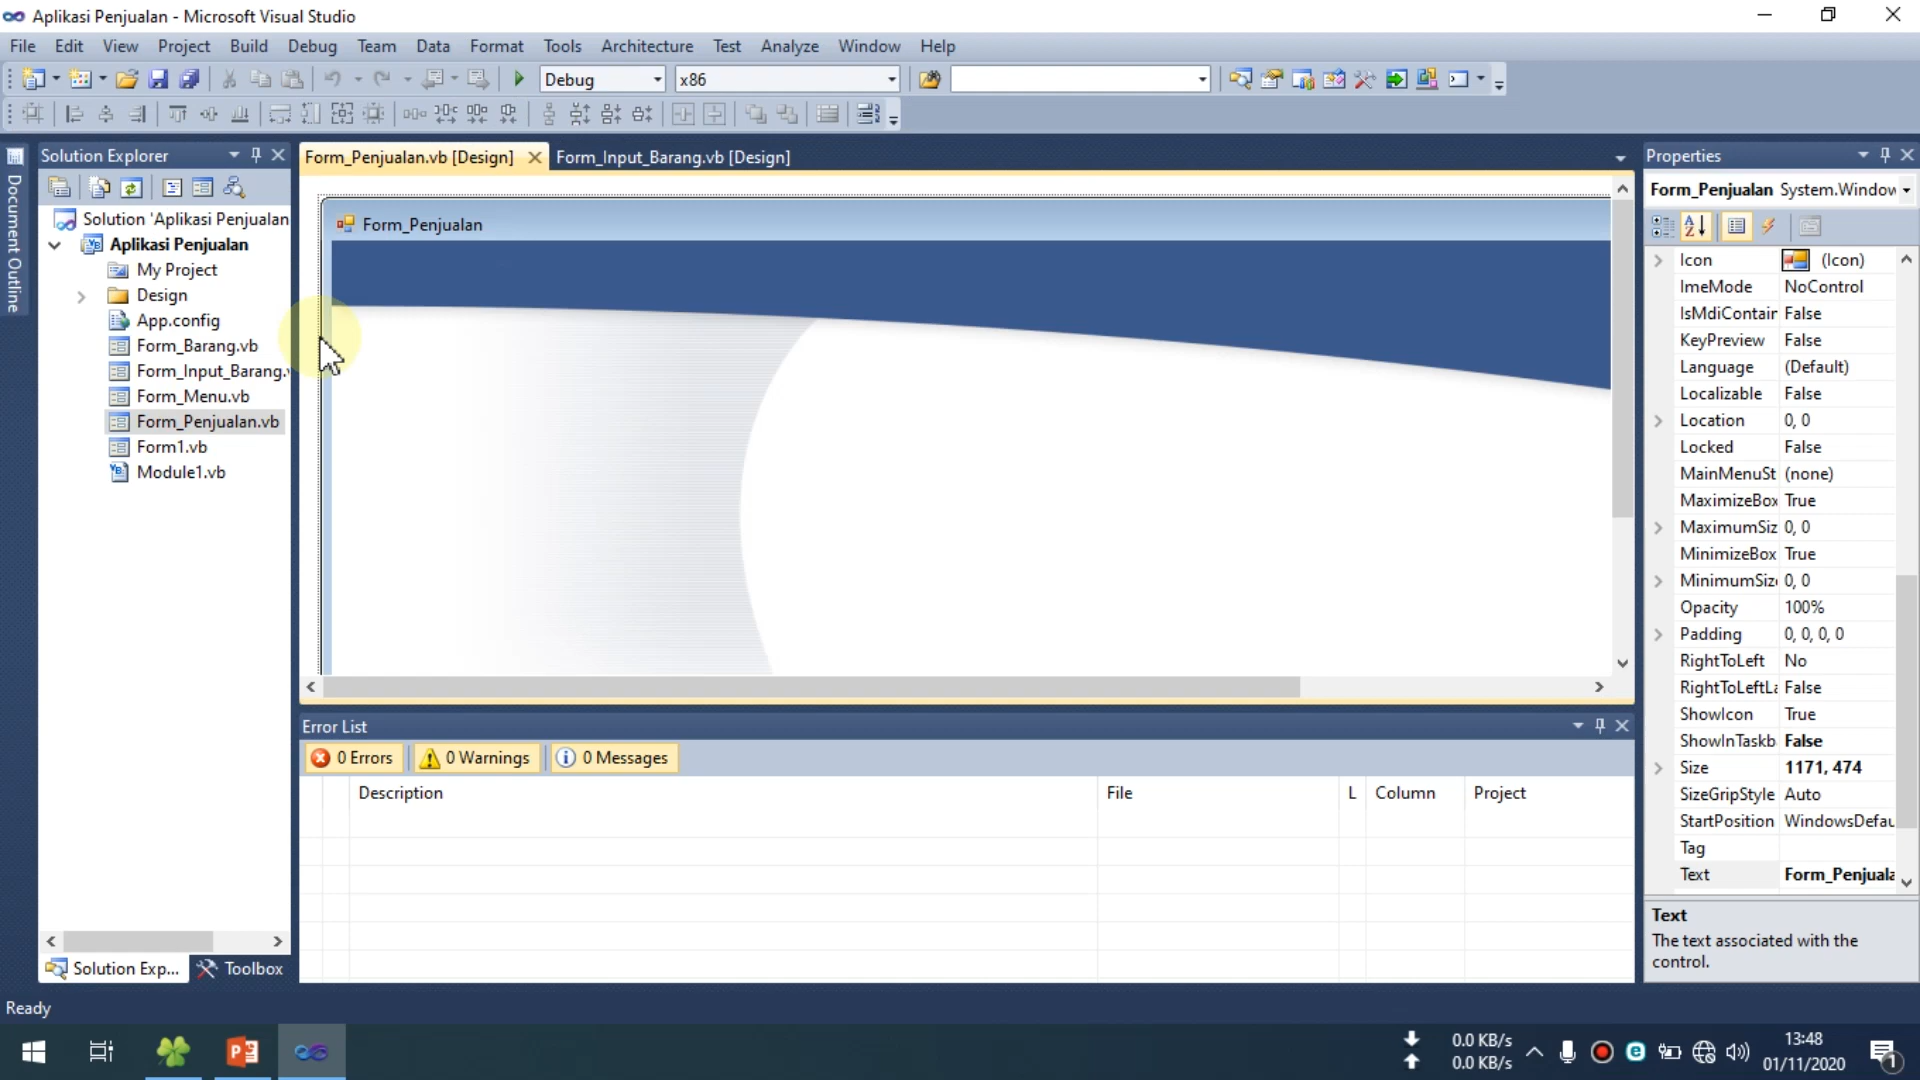 Aplikasi Penjualan - Microsoft Visual Studio
File Edit View Project Build Debug Team Data Format Tools Architecture Test Analyze Window Help
Debug x86
Document Outline
Solution Explorer
Solution 'Aplikasi Penjualan
Aplikasi Penjualan
My Project
Design
App.config
Form_Barang.vb
Form_Input_Barang.
Form_Menu.vb
Form_Penjualan.vb
Form1.vb
Module1.vb
Solution Exp... Toolbox
Form_Penjualan.vb [Design] Form_Input_Barang.vb [Design]
Form_Penjualan
Error List
0 Errors 0 Warnings 0 Messages
Description File L Column Project
Properties
Form_Penjualan System.Window
Icon (Icon)
ImeMode NoControl
IsMdiContair False
KeyPreview False
Language (Default)
Localizable False
Location 0, 0
Locked False
MainMenuSt (none)
MaximizeBox True
MaximumSiz 0, 0
MinimizeBox True
MinimumSiz 0, 0
Opacity 100%
Padding 0, 0, 0, 0
RightToLeft No
RightToLeftLa False
ShowIcon True
ShowInTaskb False
Size 1171, 474
SizeGripStyle Auto
StartPosition WindowsDefau
Tag
Text Form_Penjuala
Text
The text associated with the
control.
Ready
0.0 KB/s
0.0 KB/s
13:48
01/11/2020
1